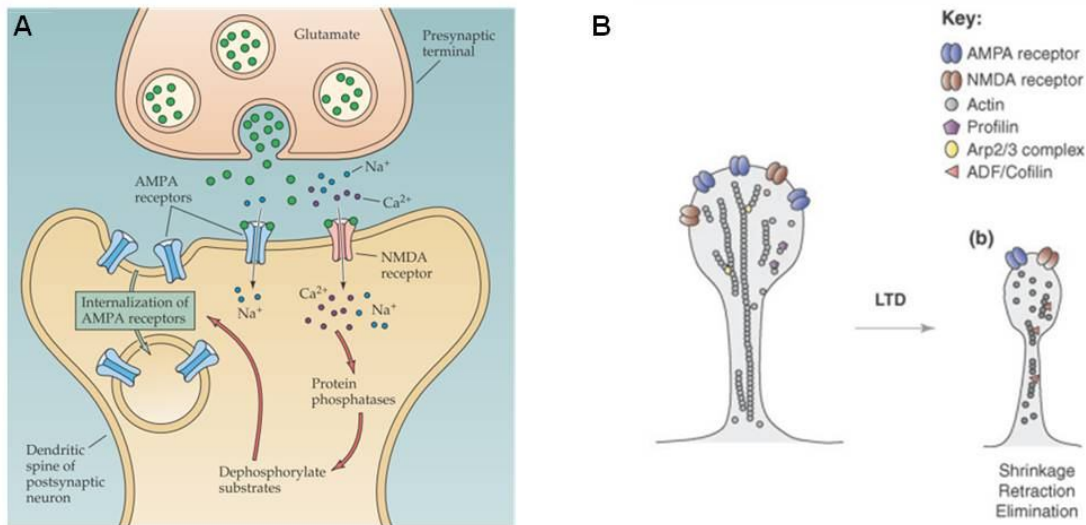 A
Glutamate
Presynaptic
terminal
Na⁺
AMPA
receptors
Ca²⁺
NMDA
receptor
Ca²⁺
Na⁺
Na⁺
Internalization of
AMPA receptors
Protein
phosphatases
Dendritic
spine of
postsynaptic
neuron
Dephosphorylate
substrates
B
Key:
AMPA receptor
NMDA receptor
Actin
Profilin
Arp2/3 complex
ADF/Cofilin
(b)
LTD
Shrinkage
Retraction
Elimination